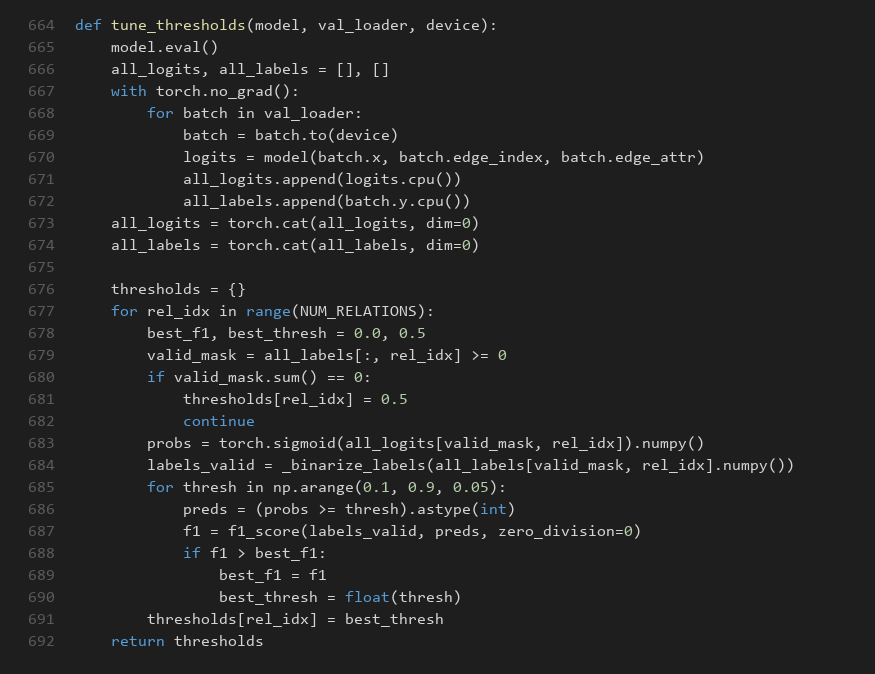 664 def tune_thresholds(model, val_loader, device):
665     model.eval()
666     all_logits, all_labels = [], []
667     with torch.no_grad():
668         for batch in val_loader:
669             batch = batch.to(device)
670             logits = model(batch.x, batch.edge_index, batch.edge_attr)
671             all_logits.append(logits.cpu())
672             all_labels.append(batch.y.cpu())
673     all_logits = torch.cat(all_logits, dim=0)
674     all_labels = torch.cat(all_labels, dim=0)
675
676     thresholds = {}
677     for rel_idx in range(NUM_RELATIONS):
678         best_f1, best_thresh = 0.0, 0.5
679         valid_mask = all_labels[:, rel_idx] >= 0
680         if valid_mask.sum() == 0:
681             thresholds[rel_idx] = 0.5
682             continue
683         probs = torch.sigmoid(all_logits[valid_mask, rel_idx]).numpy()
684         labels_valid = _binarize_labels(all_labels[valid_mask, rel_idx].numpy())
685         for thresh in np.arange(0.1, 0.9, 0.05):
686             preds = (probs >= thresh).astype(int)
687             f1 = f1_score(labels_valid, preds, zero_division=0)
688             if f1 > best_f1:
689                 best_f1 = f1
690                 best_thresh = float(thresh)
691         thresholds[rel_idx] = best_thresh
692     return thresholds